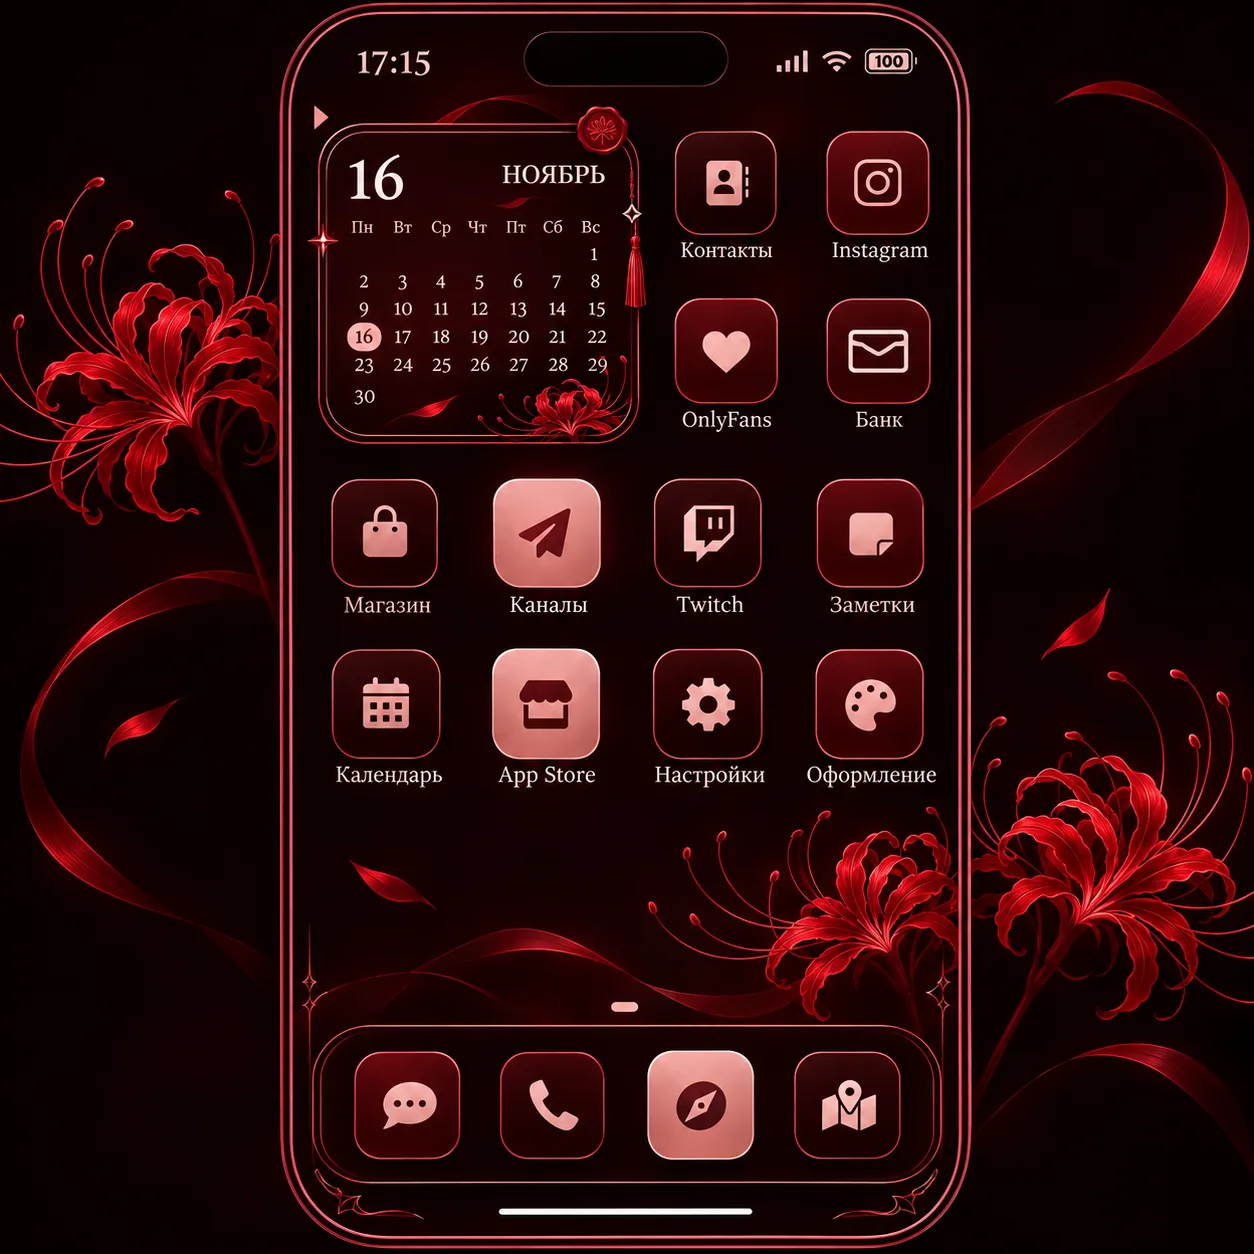 17:15
100
16 НОЯБРЬ
Пн Вт Ср Чт Пт Сб Вс
1
2 3 4 5 6 7 8
9 10 11 12 13 14 15
16 17 18 19 20 21 22
23 24 25 26 27 28 29
30
Контакты Instagram
OnlyFans Банк
Магазин Каналы Twitch Заметки
Календарь App Store Настройки Оформление